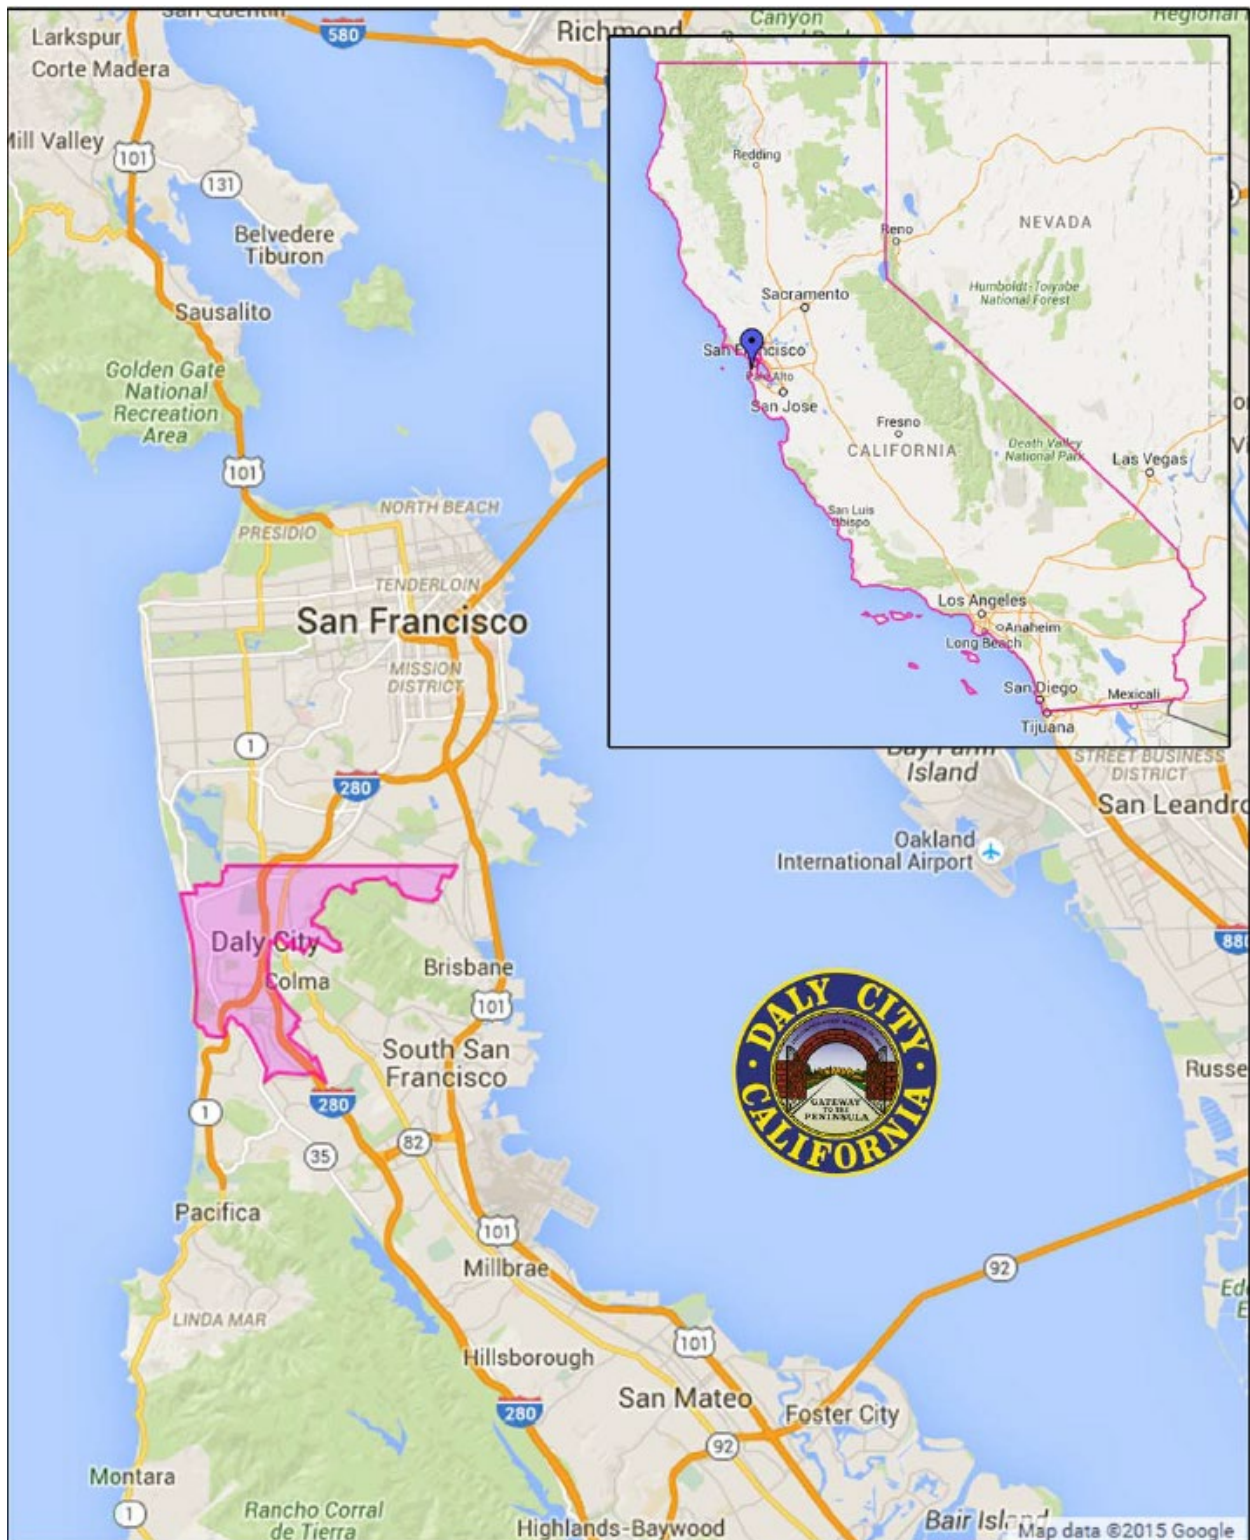 San Quentin
Larkspur
Corte Madera
580
Richmond
Canyon
Regional
Mill Valley
101
131
Belvedere
Tiburon
Sausalito
Golden Gate
National
Recreation
Area
101
NORTH BEACH
PRESIDIO
TENDERLOIN
San Francisco
MISSION
DISTRICT
1
280
Redding
Reno
NEVADA
Humboldt-Toiyabe
National Forest
Sacramento
San Francisco
Palo Alto
San Jose
Fresno
CALIFORNIA
Death Valley
National Park
Las Vegas
San Luis
Obispo
Los Angeles
Anaheim
Long Beach
San Diego
Mexicali
Tijuana
Bay Farm
Island
STREET BUSINESS
DISTRICT
San Leandro
Oakland
International Airport
880
Daly City
Colma
Brisbane
101
South San
Francisco
DALY CITY
GATEWAY
TO THE
PENINSULA
CALIFORNIA
Russe
1
280
82
35
Pacifica
101
Millbrae
92
LINDA MAR
101
Hillsborough
San Mateo
280
Foster City
92
Montara
1
Rancho Corral
de Tierra
Highlands-Baywood
Bair Island
Map data ©2015 Google